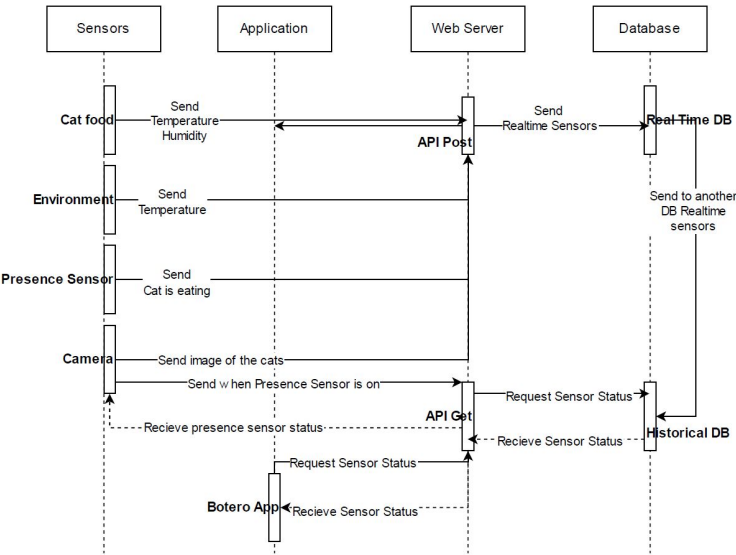 Sensors
Application
Web Server
Database
Cat food
Send
Temperature
Humidity
API Post
Send
Realtime Sensors
Real Time DB
Environment
Send
Temperature
Send to another
DB Realtime
sensors
Presence Sensor
Send
Cat is eating
Camera
Send image of the cats
Send when Presence Sensor is on
Request Sensor Status
API Get
Recieve presence sensor status
Recieve Sensor Status
Historical DB
Request Sensor Status
Botero App
Recieve Sensor Status